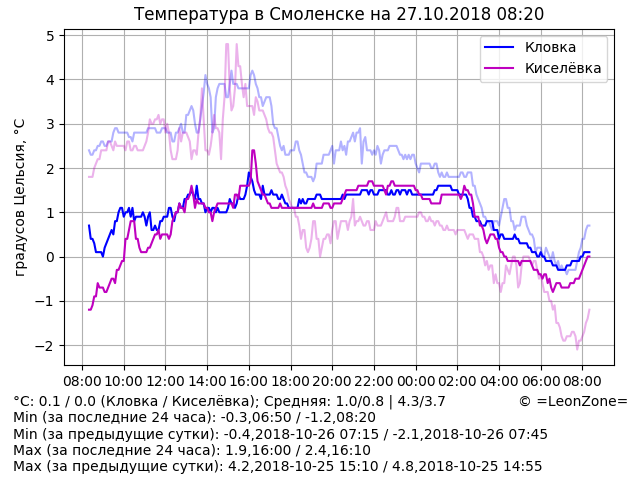 Температура в Смоленске на 27.10.2018 08:20
Кловка
Киселёвка
градусов Цельсия, °C
5
4
3
2
1
0
−1
−2
08:00 10:00 12:00 14:00 16:00 18:00 20:00 22:00 00:00 02:00 04:00 06:00 08:00
°C: 0.1 / 0.0 (Кловка / Киселёвка); Средняя: 1.0/0.8 | 4.3/3.7 © =LeonZone=
Min (за последние 24 часа): -0.3,06:50 / -1.2,08:20
Min (за предыдущие сутки): -0.4,2018-10-26 07:15 / -2.1,2018-10-26 07:45
Max (за последние 24 часа): 1.9,16:00 / 2.4,16:10
Max (за предыдущие сутки): 4.2,2018-10-25 15:10 / 4.8,2018-10-25 14:55